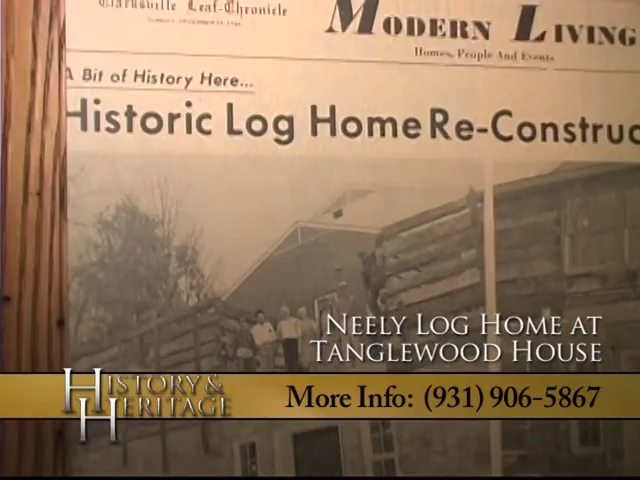 Clarksville Leaf-Chronicle
MODERN LIVING
Homes, People And Events
A Bit of History Here...
Historic Log Home Re-Construc
NEELY LOG HOME AT
TANGLEWOOD HOUSE
HISTORY &
HERITAGE
More Info: (931) 906-5867